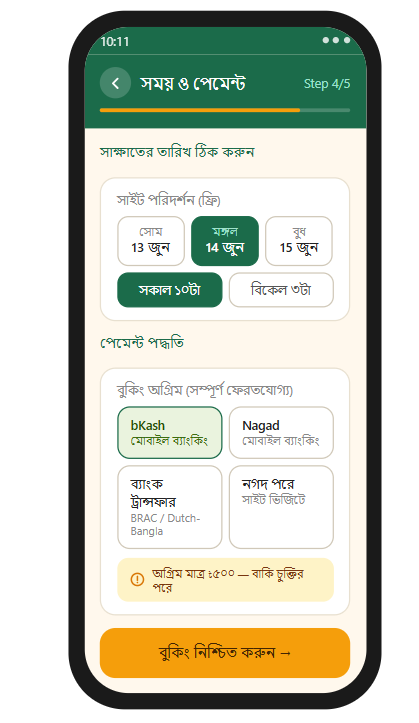 10:11
সময় ও পেমেন্ট
Step 4/5
সাক্ষাতের তারিখ ঠিক করুন
সাইট পরিদর্শন (ফ্রি)
সোম
13 জুন
মঙ্গল
14 জুন
বুধ
15 জুন
সকাল ১০টা
বিকেল ৩টা
পেমেন্ট পদ্ধতি
বুকিং অগ্রিম (সম্পূর্ণ ফেরতযোগ্য)
bKash
মোবাইল ব্যাংকিং
Nagad
মোবাইল ব্যাংকিং
ব্যাংক
ট্রান্সফার
BRAC / Dutch-
Bangla
নগদ পরে
সাইট ভিজিটে
অগ্রিম মাত্র ৳৫০০ — বাকি চুক্তির
পরে
বুকিং নিশ্চিত করুন →